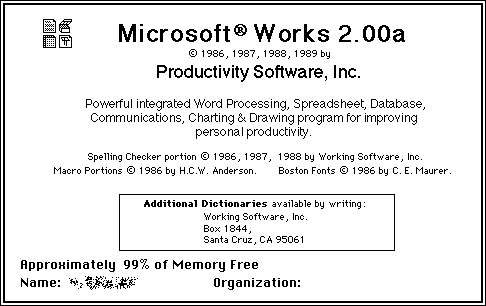 Microsoft® Works 2.00a
© 1986, 1987, 1988, 1989 by
Productivity Software, Inc.
Powerful integrated Word Processing, Spreadsheet, Database,
Communications, Charting & Drawing program for improving
personal productivity.
Spelling Checker portion © 1986, 1987, 1988 by Working Software, Inc.
Macro Portions © 1986 by H.C.W. Anderson. Boston Fonts © 1986 by C. E. Maurer.
Additional Dictionaries available by writing:
Working Software, Inc.
Box 1844,
Santa Cruz, CA 95061
Approximately 99% of Memory Free
Name: Organization: